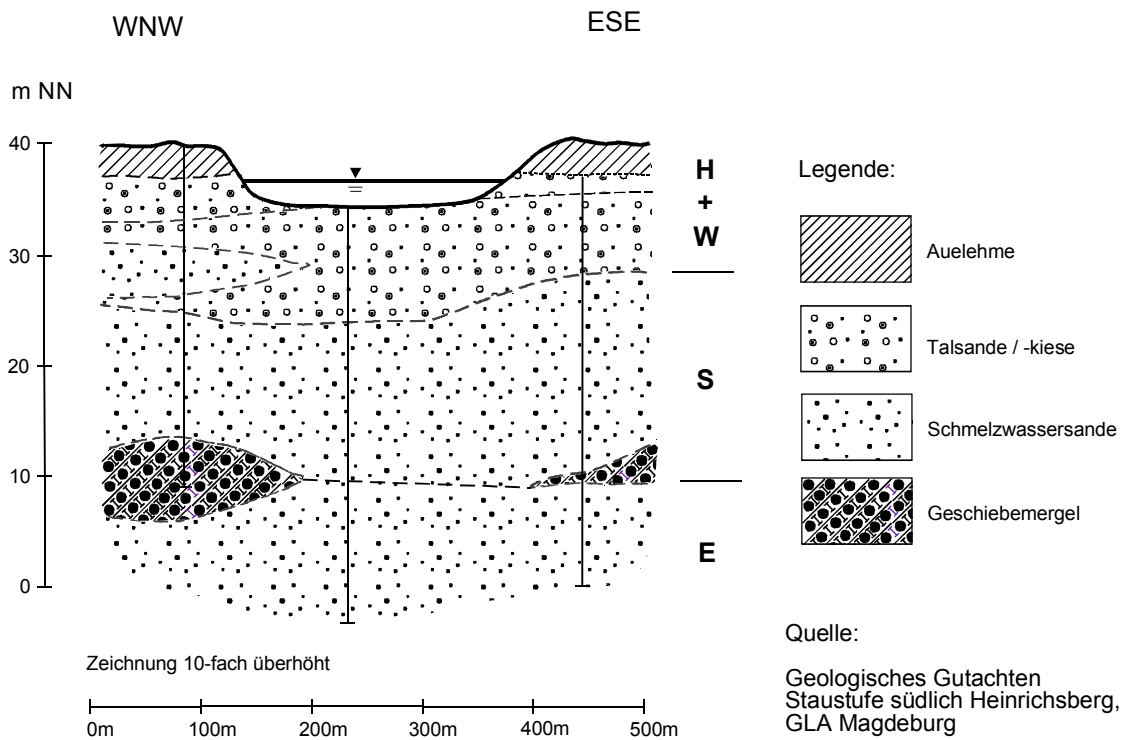 WNW
ESE
m NN
40
30
20
10
0
H
+
W
S
E
Legende:
Auelehme
Talsande / -kiese
Schmelzwassersande
Geschiebemergel
Zeichnung 10-fach überhöht
0m
100m
200m
300m
400m
500m
Quelle:
Geologisches Gutachten
Staustufe südlich Heinrichsberg,
GLA Magdeburg